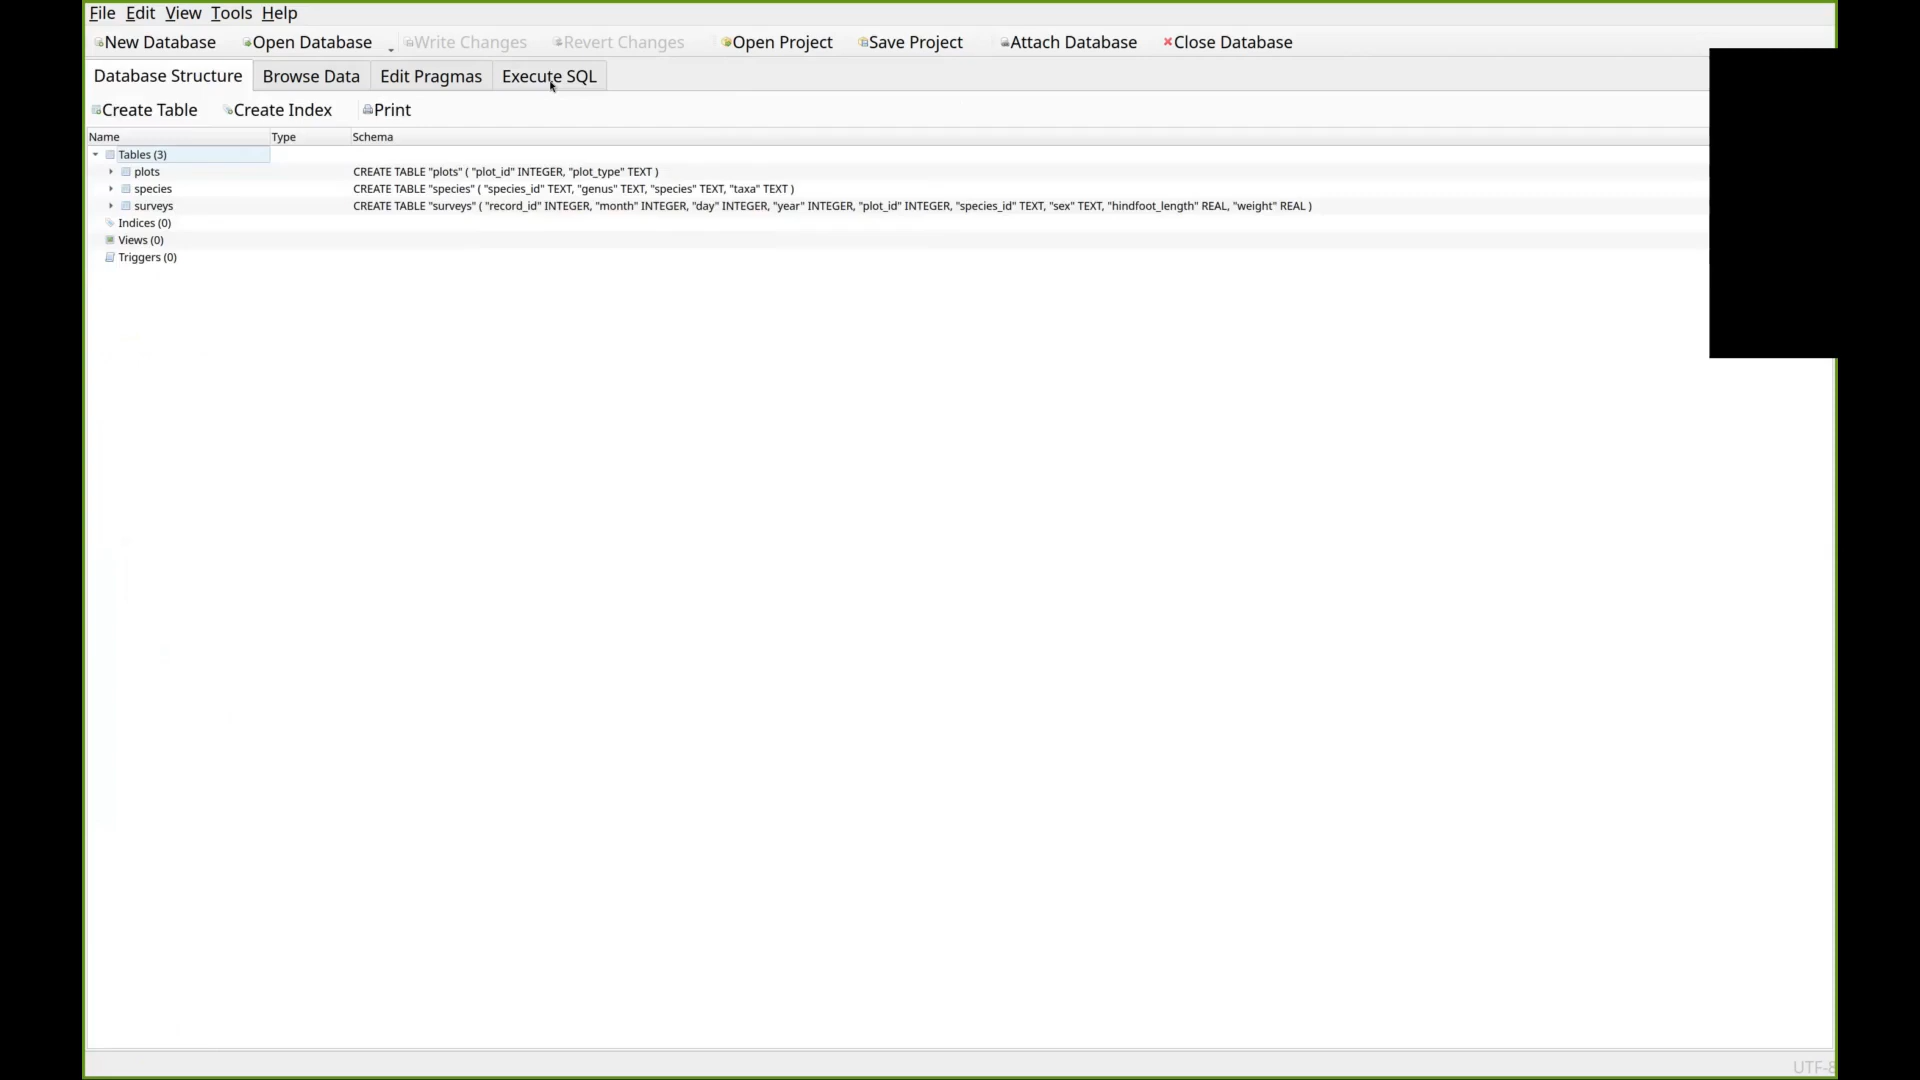 File Edit View Tools Help
New Database Open Database Write Changes Revert Changes Open Project Save Project Attach Database Close Database
Database Structure Browse Data Edit Pragmas Execute SQL
Create Table Create Index Print
Name Type Schema
Tables (3)
plots CREATE TABLE "plots" ( "plot_id" INTEGER, "plot_type" TEXT )
species CREATE TABLE "species" ( "species_id" TEXT, "genus" TEXT, "species" TEXT, "taxa" TEXT )
surveys CREATE TABLE "surveys" ( "record_id" INTEGER, "month" INTEGER, "day" INTEGER, "year" INTEGER, "plot_id" INTEGER, "species_id" TEXT, "sex" TEXT, "hindfoot_length" REAL, "weight" REAL )
Indices (0)
Views (0)
Triggers (0)
UTF-8